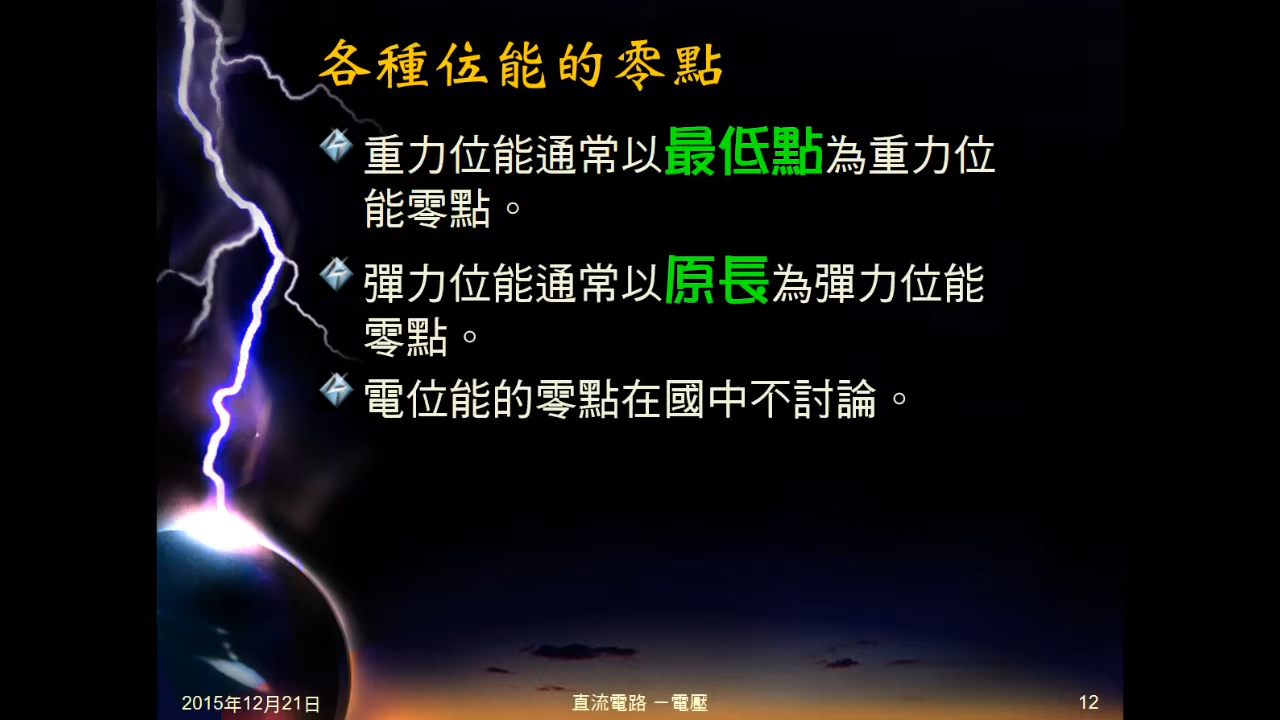 各種位能的零點
重力位能通常以最低點為重力位
能零點。
彈力位能通常以原長為彈力位能
零點。
電位能的零點在國中不討論。
2015年12月21日
直流電路 － 電壓
12